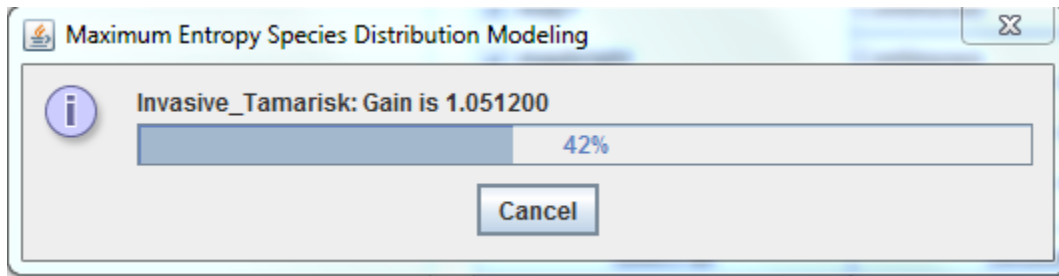 Maximum Entropy Species Distribution Modeling
Invasive_Tamarisk: Gain is 1.051200
42%
Cancel